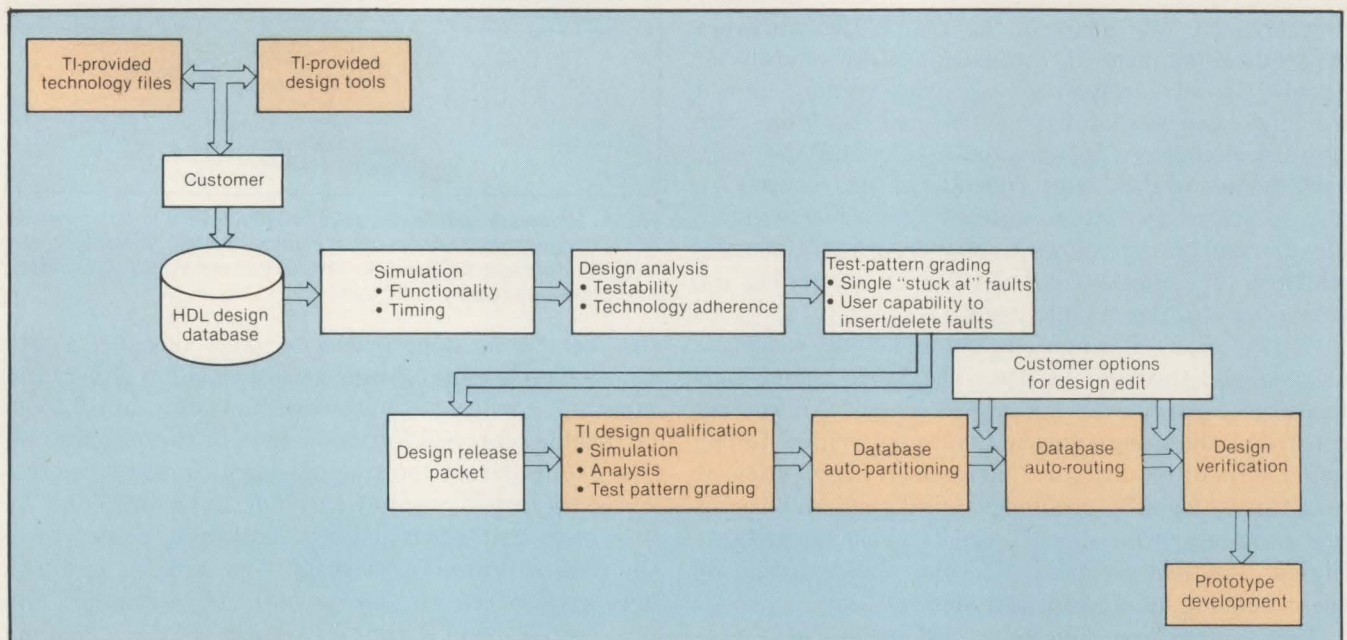 TI-provided
technology files
TI-provided
design tools
Customer
HDL design
database
Simulation
• Functionality
• Timing
Design analysis
• Testability
• Technology adherence
Test-pattern grading
• Single "stuck at" faults
• User capability to
insert/delete faults
Customer options
for design edit
Design release
packet
TI design qualification
• Simulation
• Analysis
• Test pattern grading
Database
auto-partitioning
Database
auto-routing
Design
verification
Prototype
development